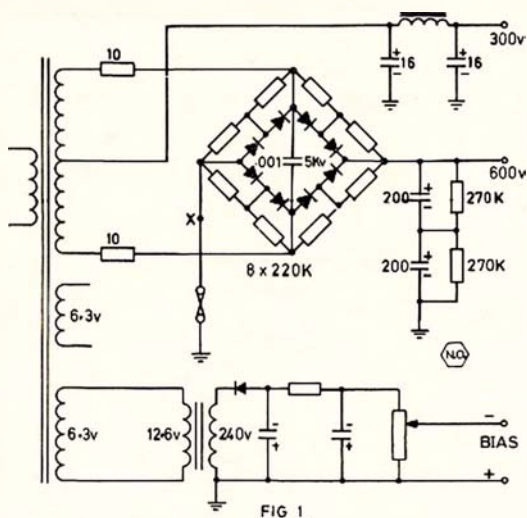 10
300v
+
16
-
+
16
-
.001
5Kv
600v
X
10
200
+
-
270K
8 x 220K
200
+
-
270K
6·3v
N.O.
6·3v
12·6v
240v
-
+
-
+
-
BIAS
+
FIG 1